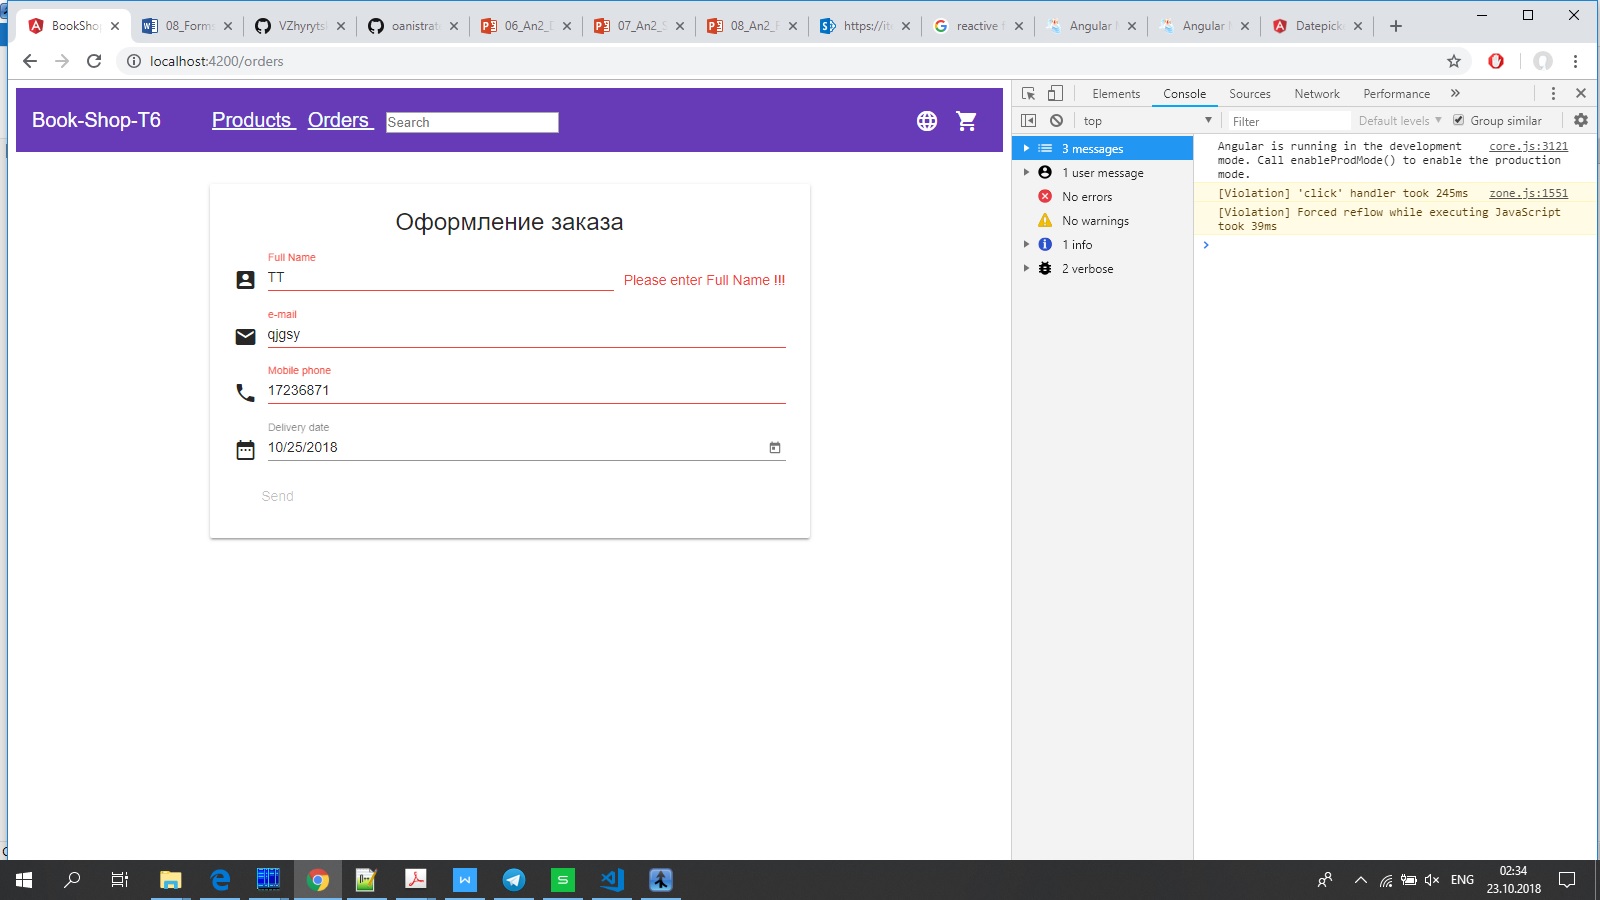 BookShop
08_Forms
VZhyryts
oanistrat
06_An2_
07_An2_S
08_An2_
https://ite
reactive f
Angular
Angular
Datepick
localhost:4200/orders
Book-Shop-T6
Products
Orders
Search
Оформление заказа
Full Name
TT
Please enter Full Name !!!
e-mail
qjgsy
Mobile phone
17236871
Delivery date
10/25/2018
Send
Elements
Console
Sources
Network
Performance
top
Filter
Default levels
Group similar
3 messages
1 user message
No errors
No warnings
1 info
2 verbose
Angular is running in the development core.js:3121
mode. Call enableProdMode() to enable the production
mode.
[Violation] 'click' handler took 245ms zone.js:1551
[Violation] Forced reflow while executing JavaScript
took 39ms
ENG
02:34
23.10.2018